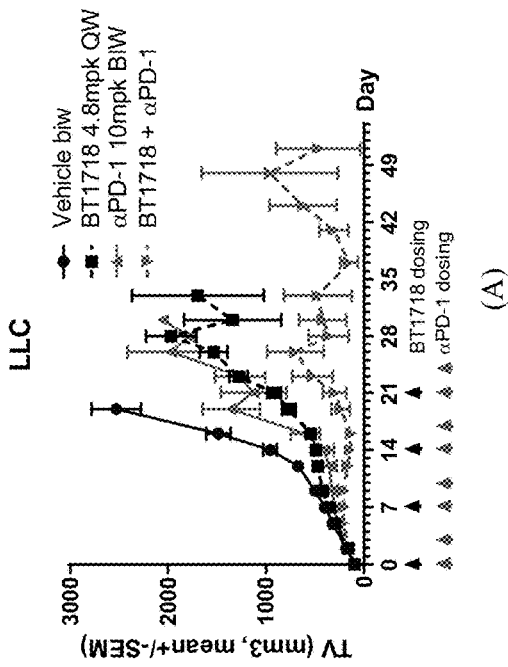 LLC
Vehicle biw
BT1718 4.8mpk QW
αPD-1 10mpk BIW
BT1718 + αPD-1
TV (mm3, mean+/-SEM)
3000
2000
1000
0
0 7 14 21 28 35 42 49
Day
BT1718 dosing
αPD-1 dosing
(A)